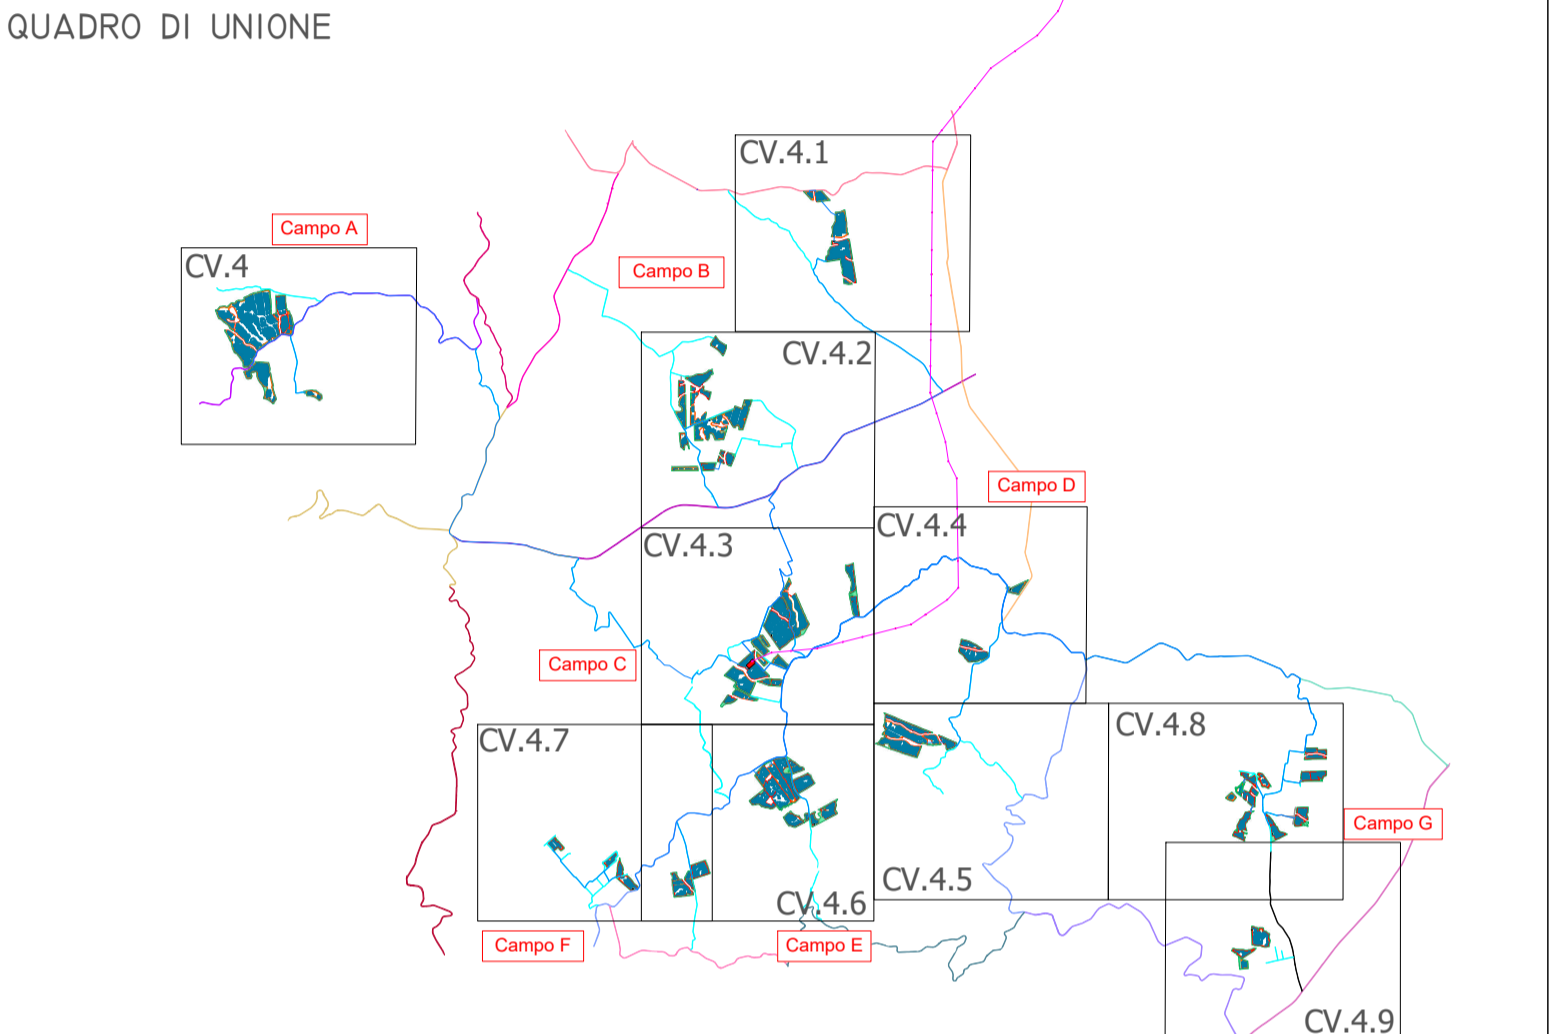 QUADRO DI UNIONE
CV.4.1
Campo A
CV.4
Campo B
CV.4.2
Campo D
CV.4.4
CV.4.3
Campo C
CV.4.7
CV.4.8
Campo G
CV.4.5
CV.4.6
Campo F
Campo E
CV.4.9